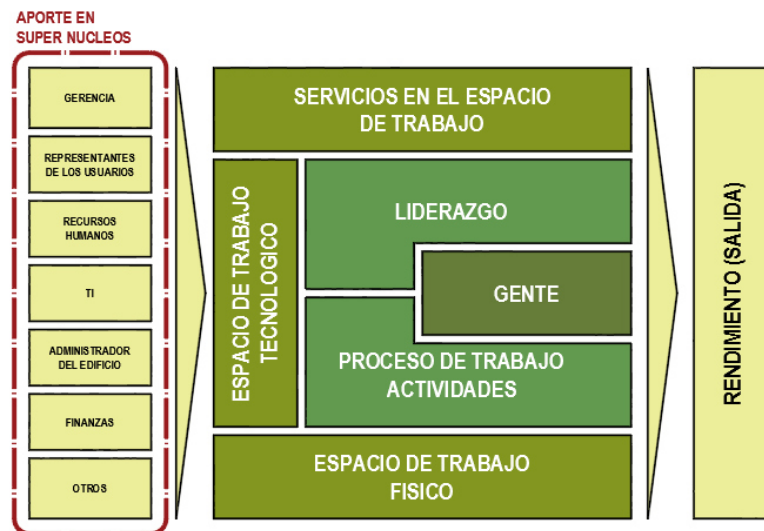 APORTE EN
SUPER NUCLEOS
GERENCIA
REPRESENTANTES
DE LOS USUARIOS
RECURSOS
HUMANOS
TI
ADMINISTRADOR
DEL EDIFICIO
FINANZAS
OTROS
SERVICIOS EN EL ESPACIO
DE TRABAJO
ESPACIO DE TRABAJO
TECNOLOGICO
LIDERAZGO
GENTE
PROCESO DE TRABAJO
ACTIVIDADES
ESPACIO DE TRABAJO
FISICO
RENDIMIENTO (SALIDA)